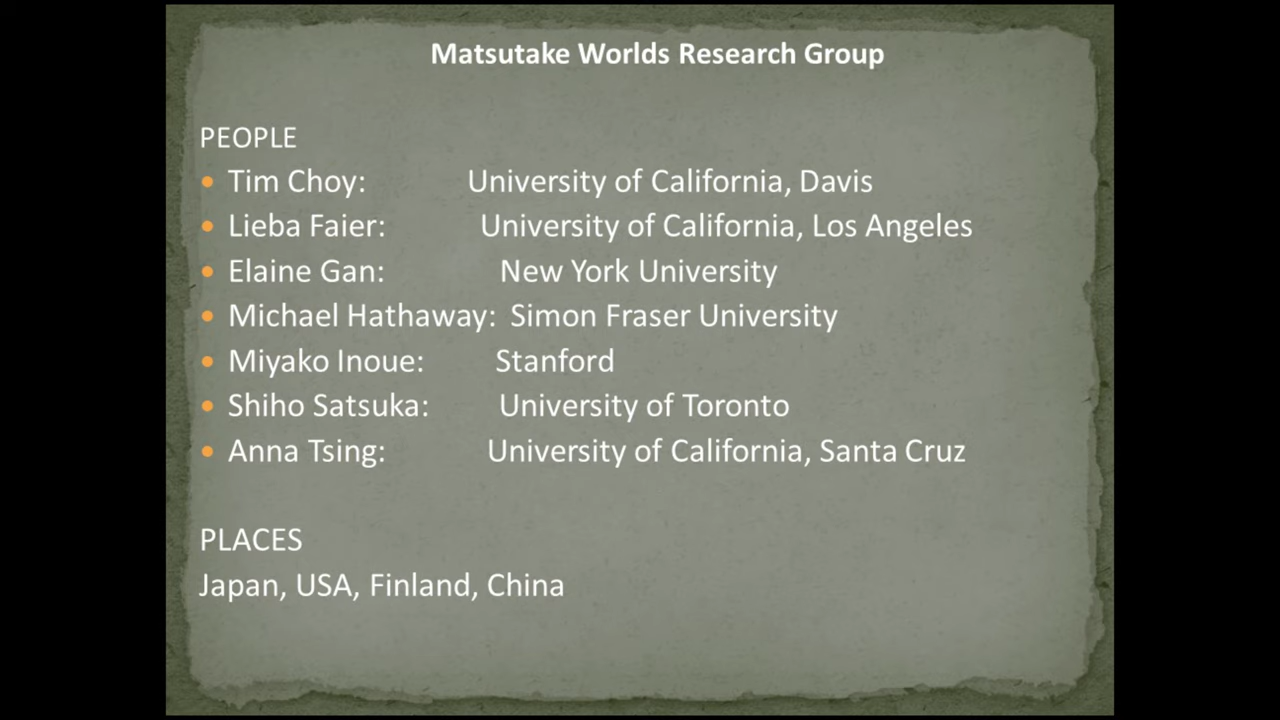 Matsutake Worlds Research Group
PEOPLE
• Tim Choy: University of California, Davis
• Lieba Faier: University of California, Los Angeles
• Elaine Gan: New York University
• Michael Hathaway: Simon Fraser University
• Miyako Inoue: Stanford
• Shiho Satsuka: University of Toronto
• Anna Tsing: University of California, Santa Cruz
PLACES
Japan, USA, Finland, China